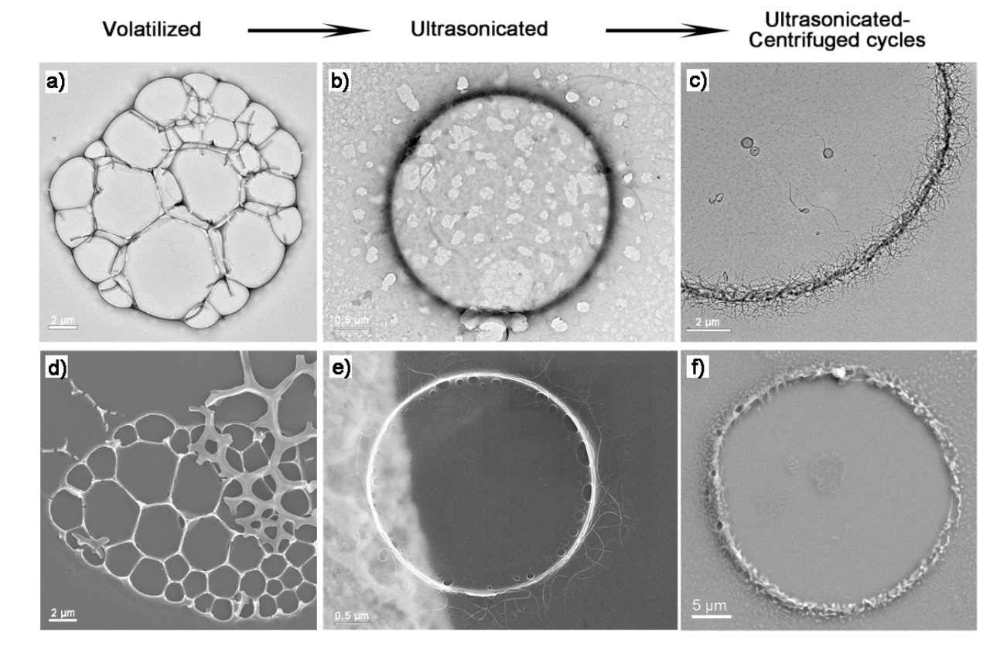 Volatilized
Ultrasonicated
Ultrasonicated-
Centrifuged cycles
a)
b)
c)
2 µm
0.5 µm
2 µm
d)
e)
f)
2 µm
0.5 µm
5 µm